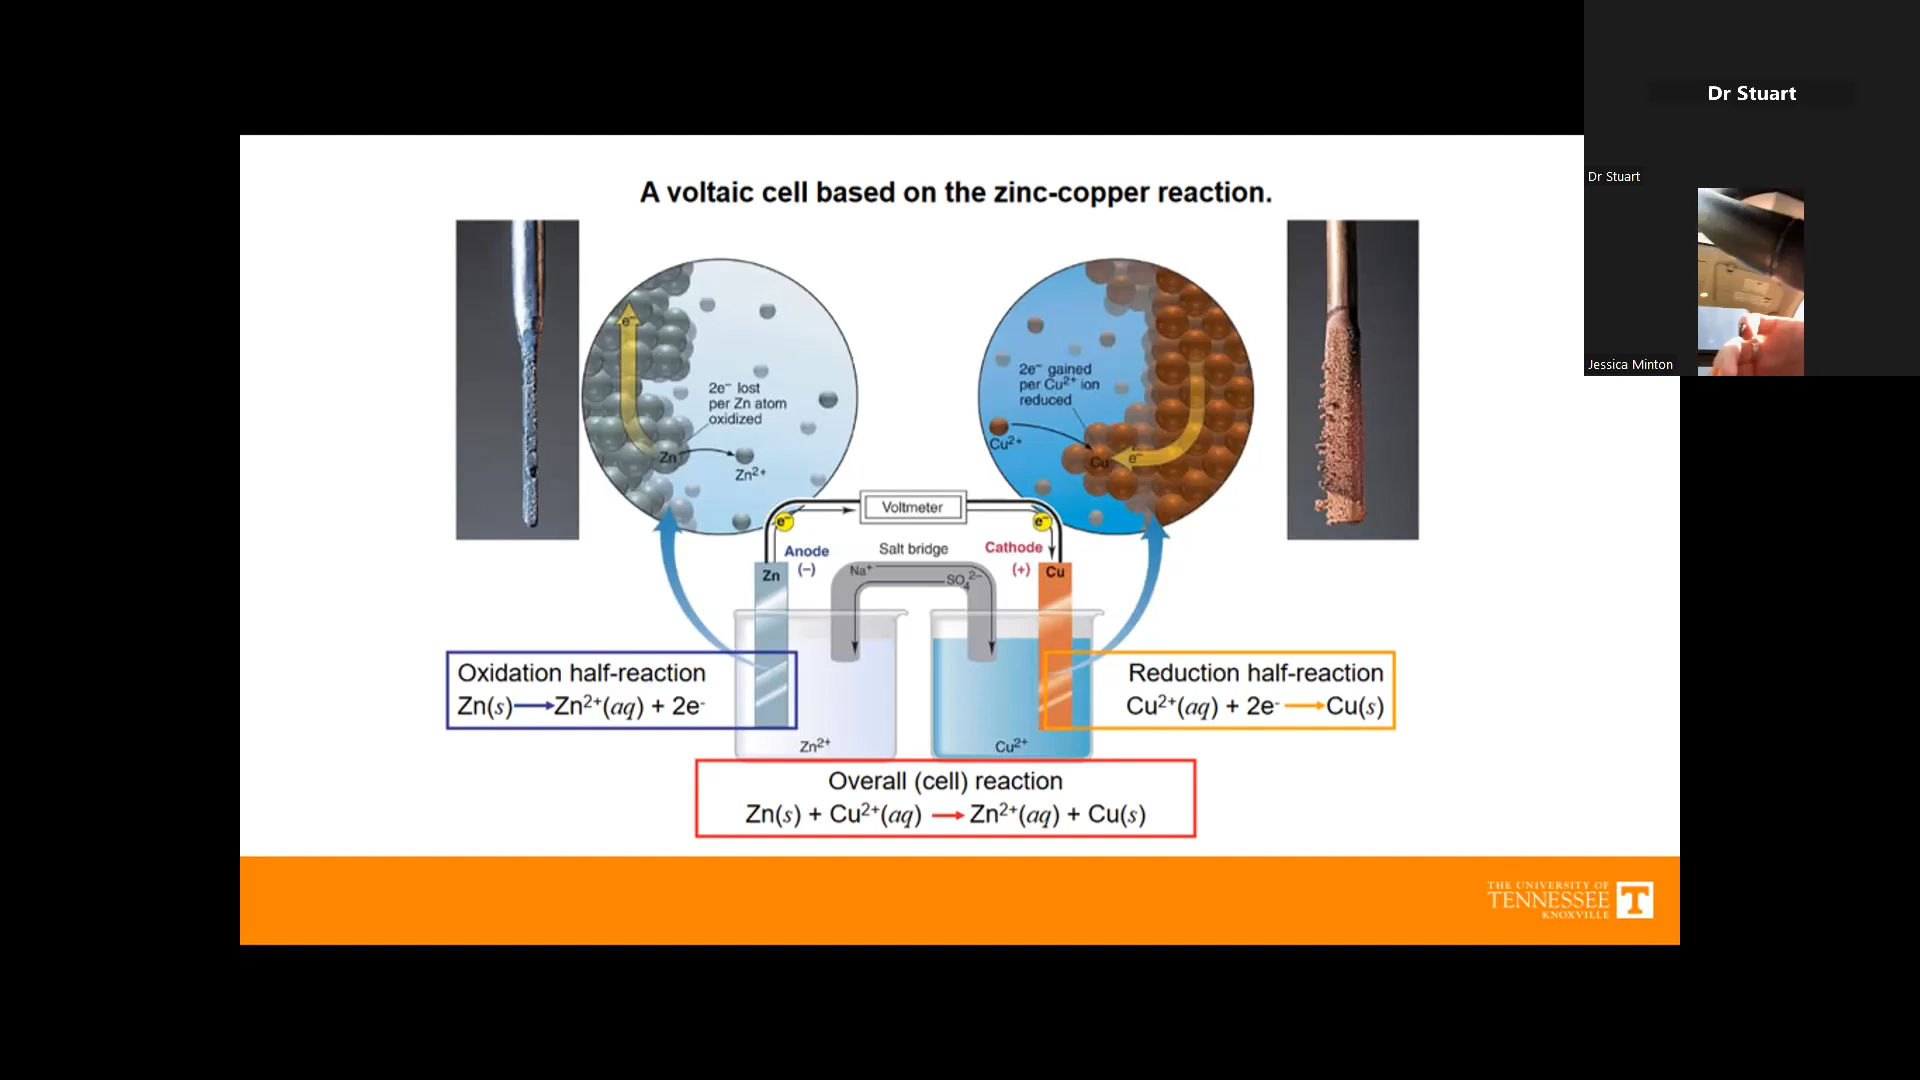 Dr Stuart
Dr Stuart
Jessica Minton
A voltaic cell based on the zinc-copper reaction.
e⁻
2e⁻ lost
per Zn atom
oxidized
Zn
Zn²⁺
2e⁻ gained
per Cu²⁺ ion
reduced
Cu²⁺
Cu
e⁻
Voltmeter
e⁻
e⁻
Anode
(−)
Salt bridge
Cathode
(+)
Zn
Na⁺
SO₄²⁻
Cu
Oxidation half-reaction
Zn(s)→Zn²⁺(aq) + 2e⁻
Reduction half-reaction
Cu²⁺(aq) + 2e⁻ →Cu(s)
Zn²⁺
Cu²⁺
Overall (cell) reaction
Zn(s) + Cu²⁺(aq) → Zn²⁺(aq) + Cu(s)
THE UNIVERSITY OF
TENNESSEE
KNOXVILLE
T